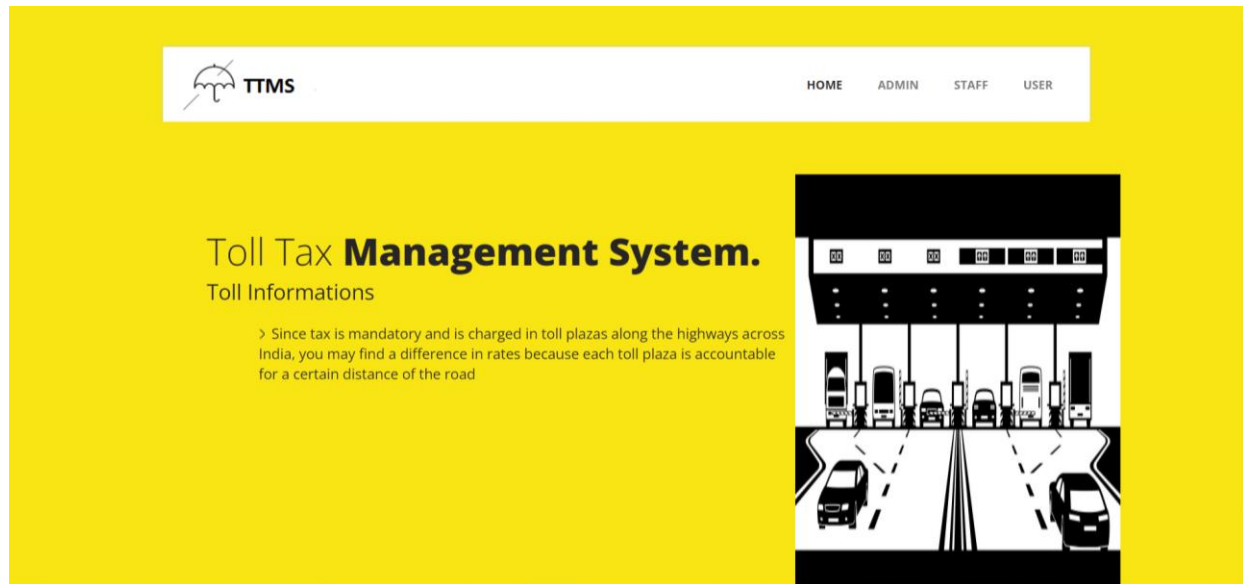 TTMS
HOME ADMIN STAFF USER
Toll Tax Management System.
Toll Informations
Since tax is mandatory and is charged in toll plazas along the highways across
India, you may find a difference in rates because each toll plaza is accountable
for a certain distance of the road